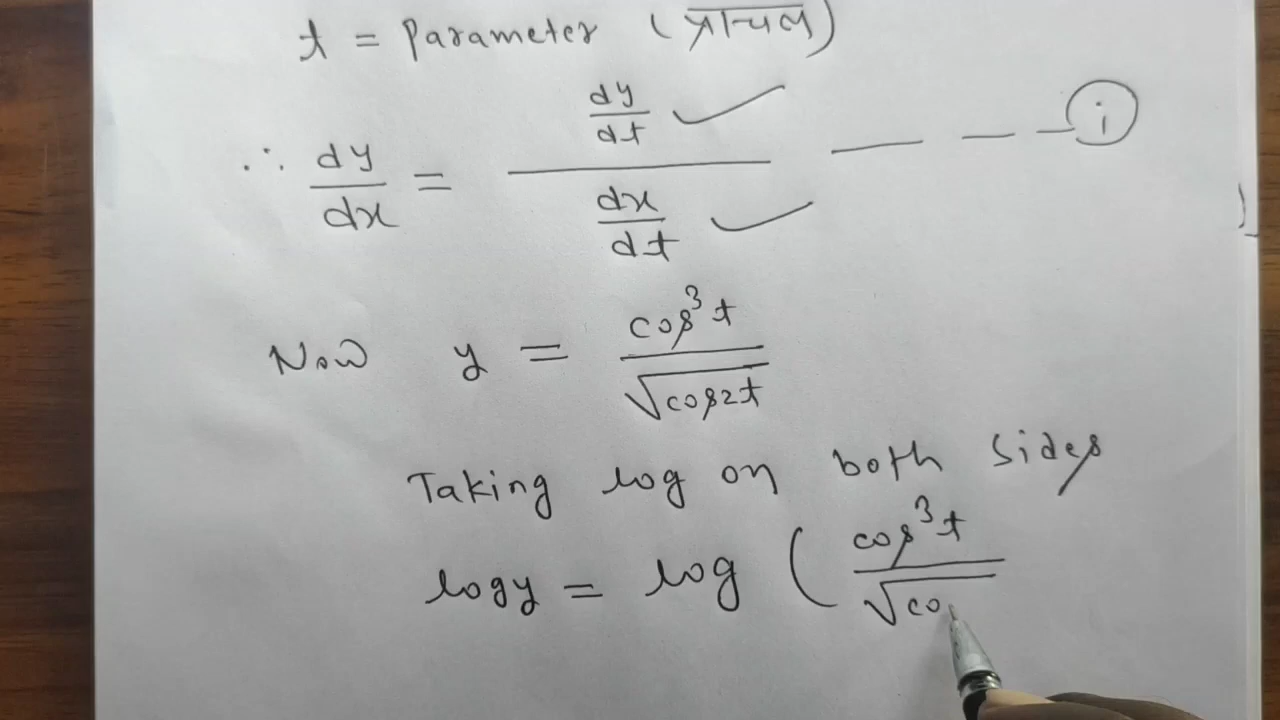 t = Parameter (प्राचल)
∴ dy/dx = (dy/dt)/(dx/dt) ✓ ✓ — — — (i)
Now y = cos³t/√cos2t
Taking log on both sides
logy = log (cos³t/√co